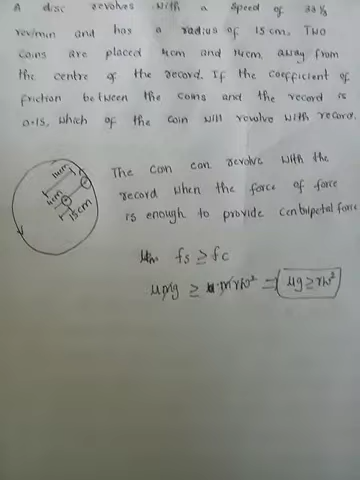 A disc revolves with a speed of 33 1/3
rev/min and has a radius of 15 cm. Two
coins are placed 4cm and 14cm. away from
the centre of the record. If the coefficient of
friction between the coins and the record is
0.15, which of the coin will revolve with record.
The coin can revolve with the
record when the force of force
is enough to provide centripetal force
14cm
4cm
15cm
fs ≥ fc
μmg ≥ mrω² ⇒ μg ≥ rω²